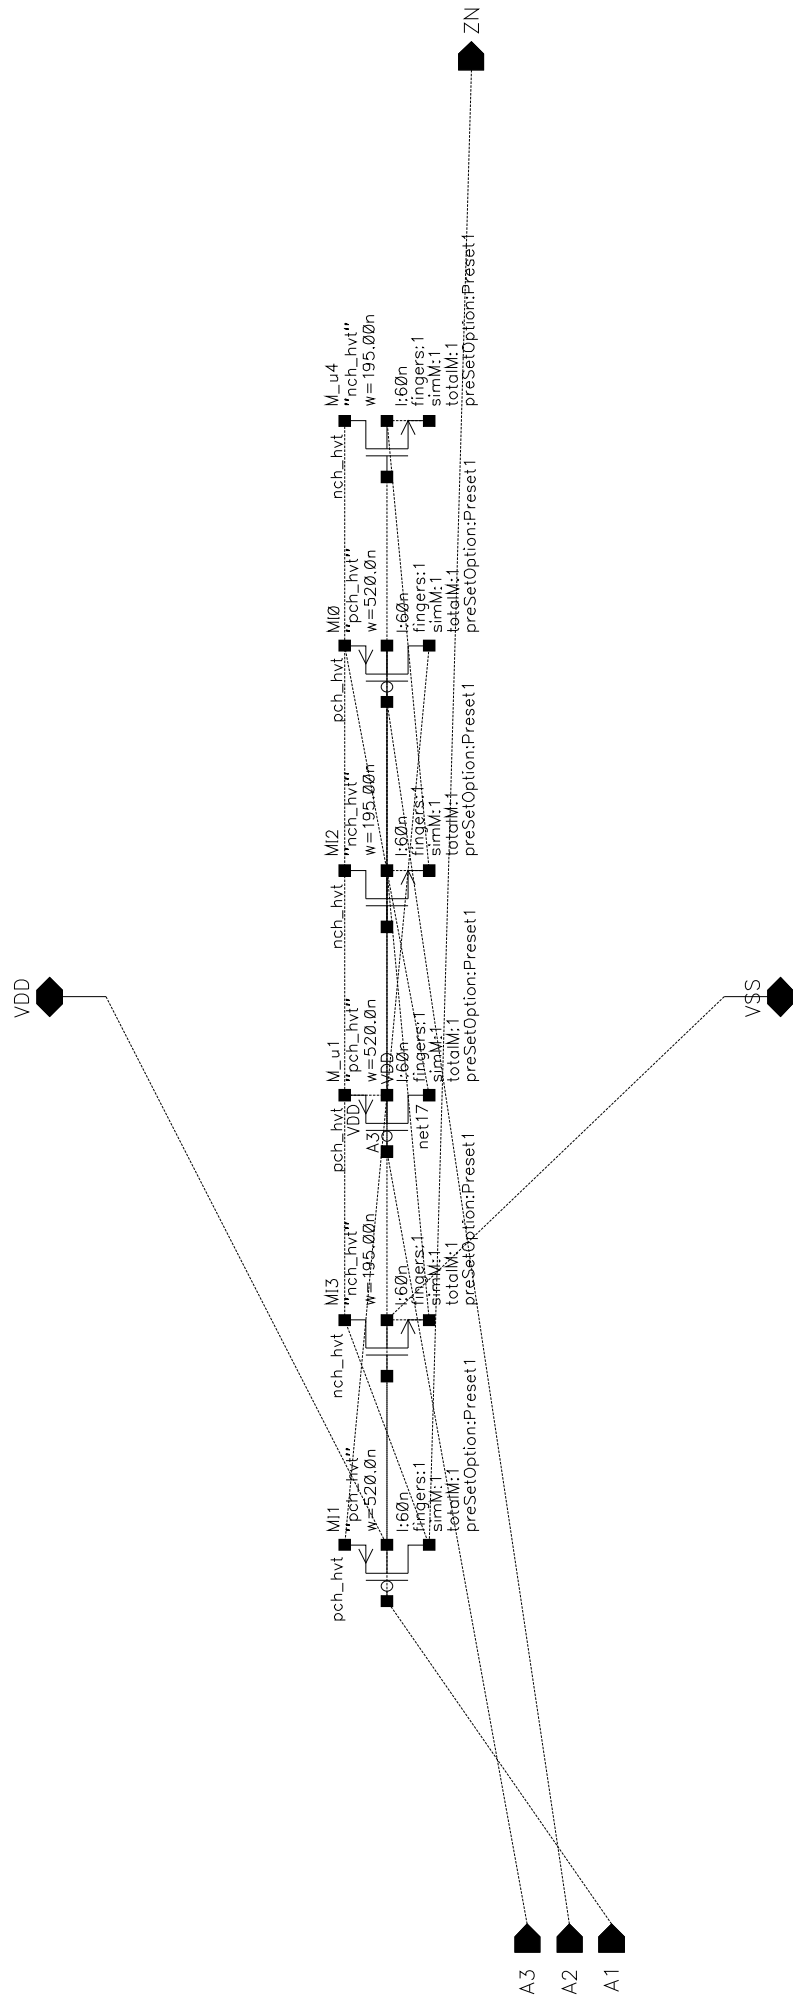 ZN
M_u4
"nch_hvt"
w=195.00n
l:60n
fingers:1
simM:1
totalM:1
preSetOption:Preset1
nch_hvt
MI0
"pch_hvt"
w=520.0n
l:60n
fingers:1
simM:1
totalM:1
preSetOption:Preset1
pch_hvt
MI2
"nch_hvt"
w=195.00n
l:60n
fingers:1
simM:1
totalM:1
preSetOption:Preset1
nch_hvt
VDD
VSS
M_u1
"pch_hvt"
w=520.0n
l:60n
fingers:1
simM:1
totalM:1
preSetOption:Preset1
pch_hvt
VDD
VDD
A3
net17
MI3
"nch_hvt"
w=195.00n
l:60n
fingers:1
simM:1
totalM:1
preSetOption:Preset1
nch_hvt
MI1
"pch_hvt"
w=520.0n
l:60n
fingers:1
simM:1
totalM:1
preSetOption:Preset1
pch_hvt
A3
A2
A1